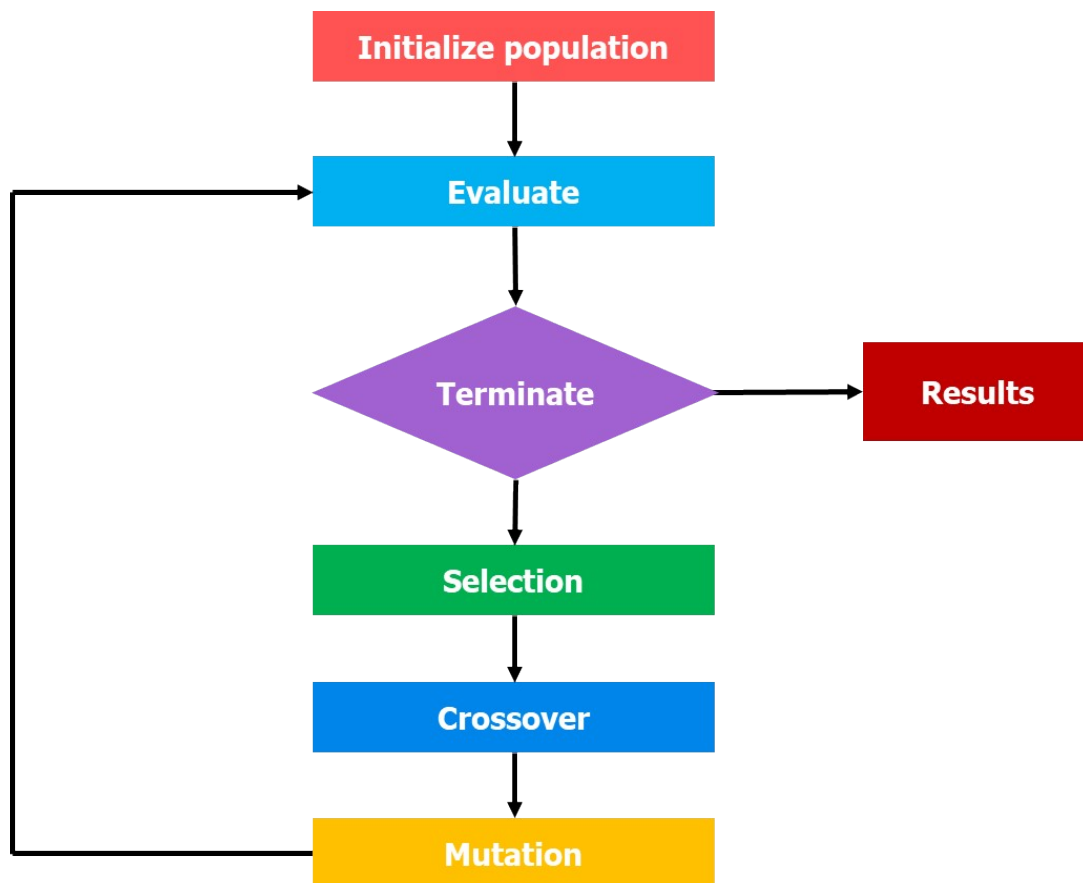 Initialize population
Evaluate
Terminate
Results
Selection
Crossover
Mutation